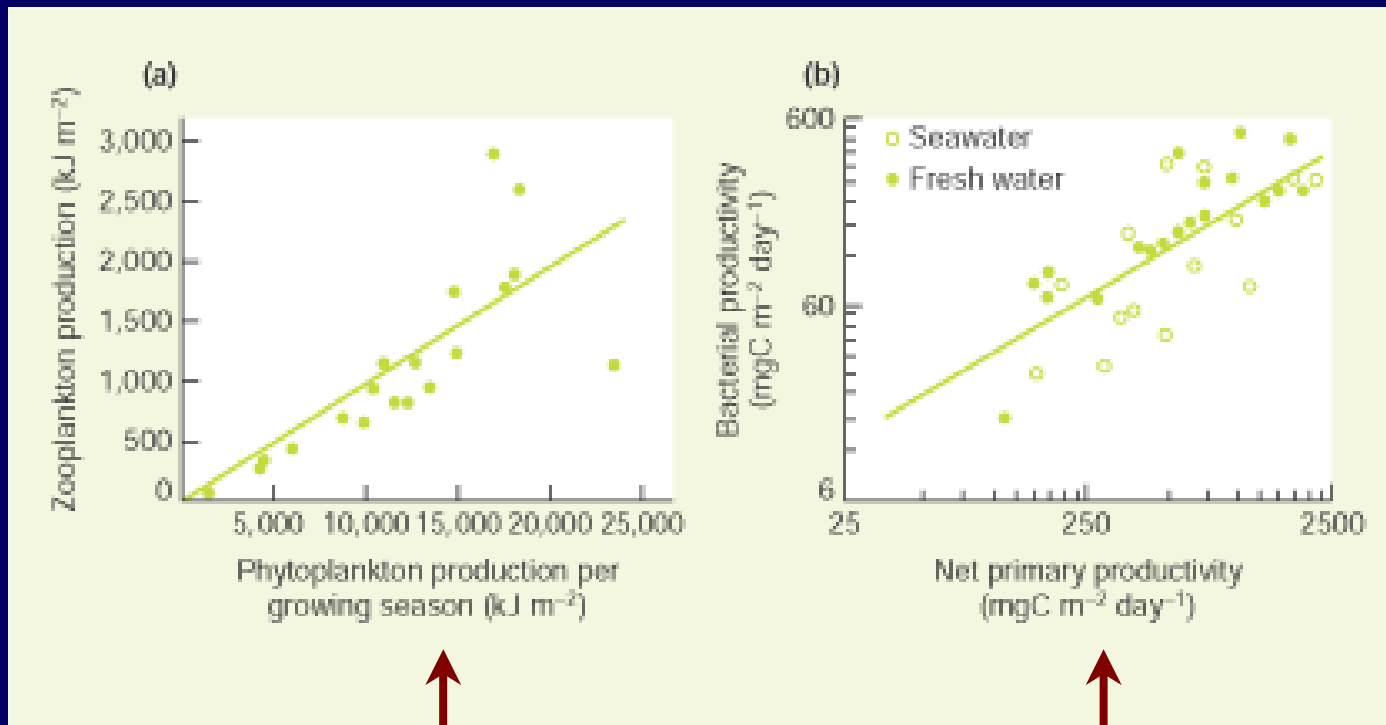 (a)
Zooplankton production (kJ m⁻²)
3,000
2,500
2,000
1,500
1,000
500
0
5,000 10,000 15,000 20,000 25,000
Phytoplankton production per
growing season (kJ m⁻²)
(b)
Bacterial productivity
(mgC m⁻² day⁻¹)
600
60
6
Seawater
Fresh water
25 250 2500
Net primary productivity
(mgC m⁻² day⁻¹)